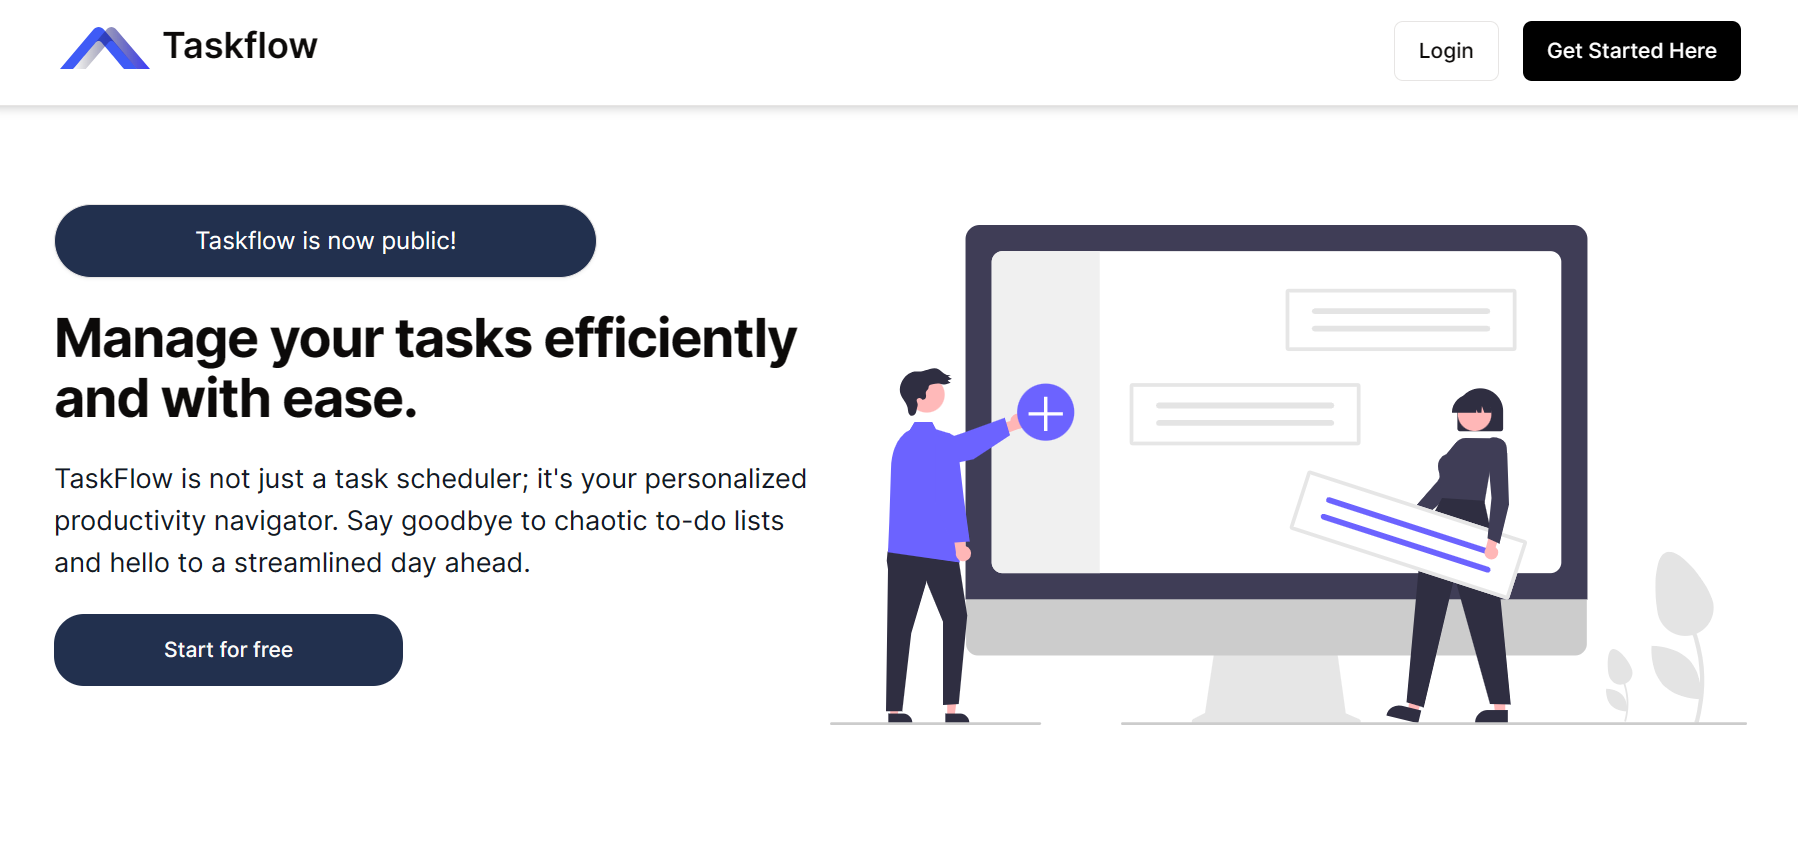 Taskflow
Login
Get Started Here
Taskflow is now public!
Manage your tasks efficiently
and with ease.
TaskFlow is not just a task scheduler; it's your personalized
productivity navigator. Say goodbye to chaotic to-do lists
and hello to a streamlined day ahead.
Start for free